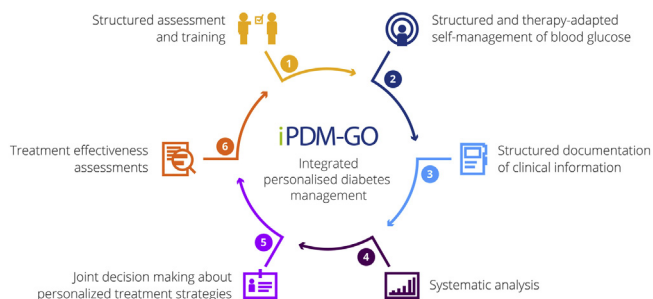 Structured assessment
and training
1
Structured and therapy-adapted
self-management of blood glucose
2
Structured documentation
of clinical information
3
Systematic analysis
4
Joint decision making about
personalized treatment strategies
5
Treatment effectiveness
assessments
6
iPDM-GO
Integrated
personalised diabetes
management